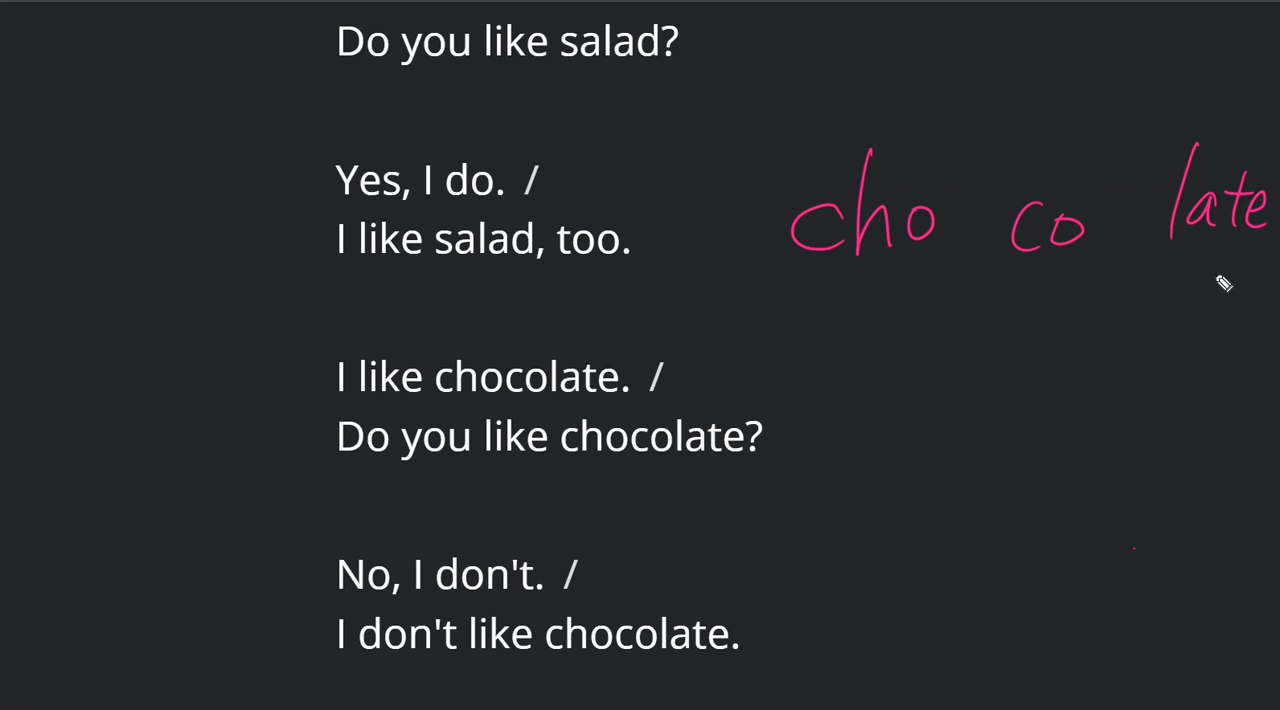 Do you like salad?
Yes, I do. /
I like salad, too.
cho co late
I like chocolate. /
Do you like chocolate?
No, I don't. /
I don't like chocolate.